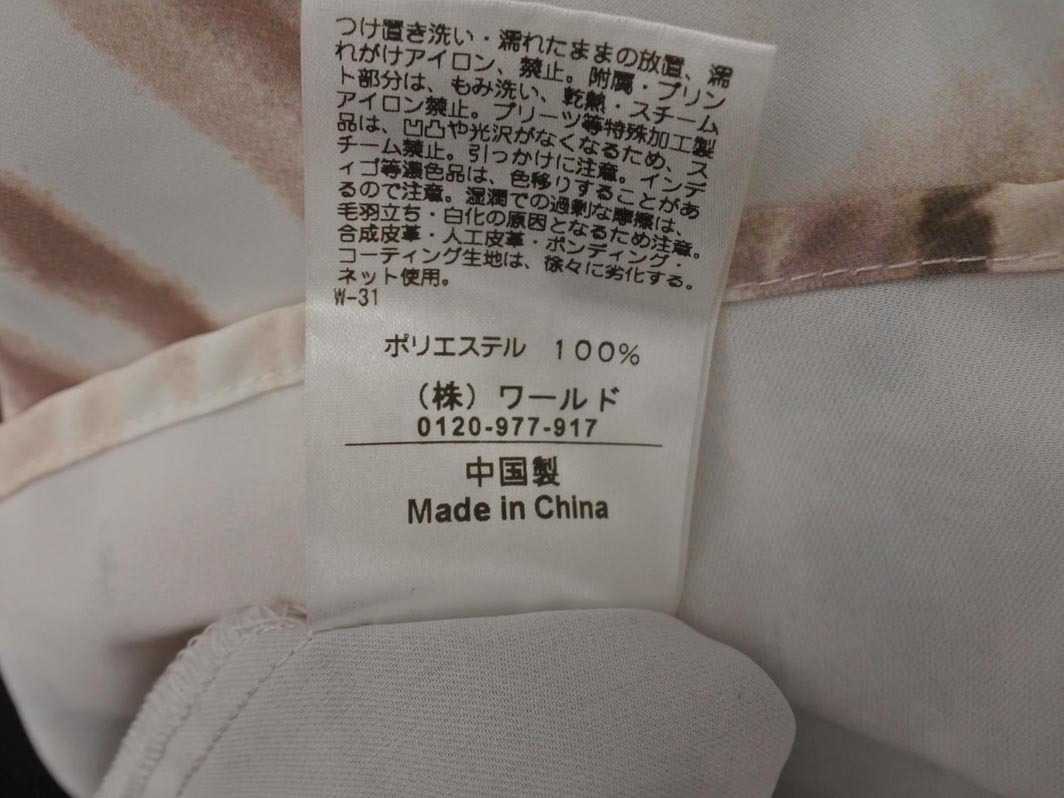 つけ置き洗い・濡れたままの放置、濡
れがけアイロン、禁止。附属・プリン
ト部分は、もみ洗い、乾熱・スチーム
アイロン禁止。プリーツ等特殊加工製
品は、凹凸や光沢がなくなるため、ス
チーム禁止。引っかけに注意。インデ
ィゴ等濃色品は、色移りすることがあ
るので注意。湿潤での過剰な摩擦は、
毛羽立ち・白化の原因となるため注意。
合成皮革・人工皮革・ボンディング・
コーティング生地は、徐々に劣化する。
ネット使用。
W-31
ポリエステル 100%
(株) ワールド
0120-977-917
中国製
Made in China